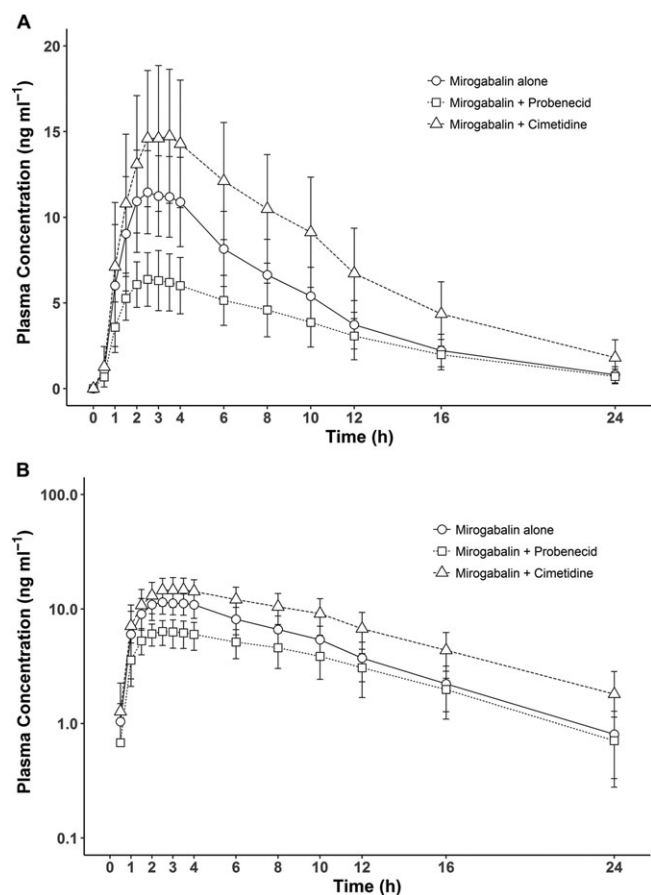 A
Plasma Concentration (ng ml⁻¹)
20
15
10
5
0
Mirogabalin alone
Mirogabalin + Probenecid
Mirogabalin + Cimetidine
0 1 2 3 4 6 8 10 12 16 24
Time (h)
B
Plasma Concentration (ng ml⁻¹)
100.0
10.0
1.0
0.1
Mirogabalin alone
Mirogabalin + Probenecid
Mirogabalin + Cimetidine
0 1 2 3 4 6 8 10 12 16 24
Time (h)